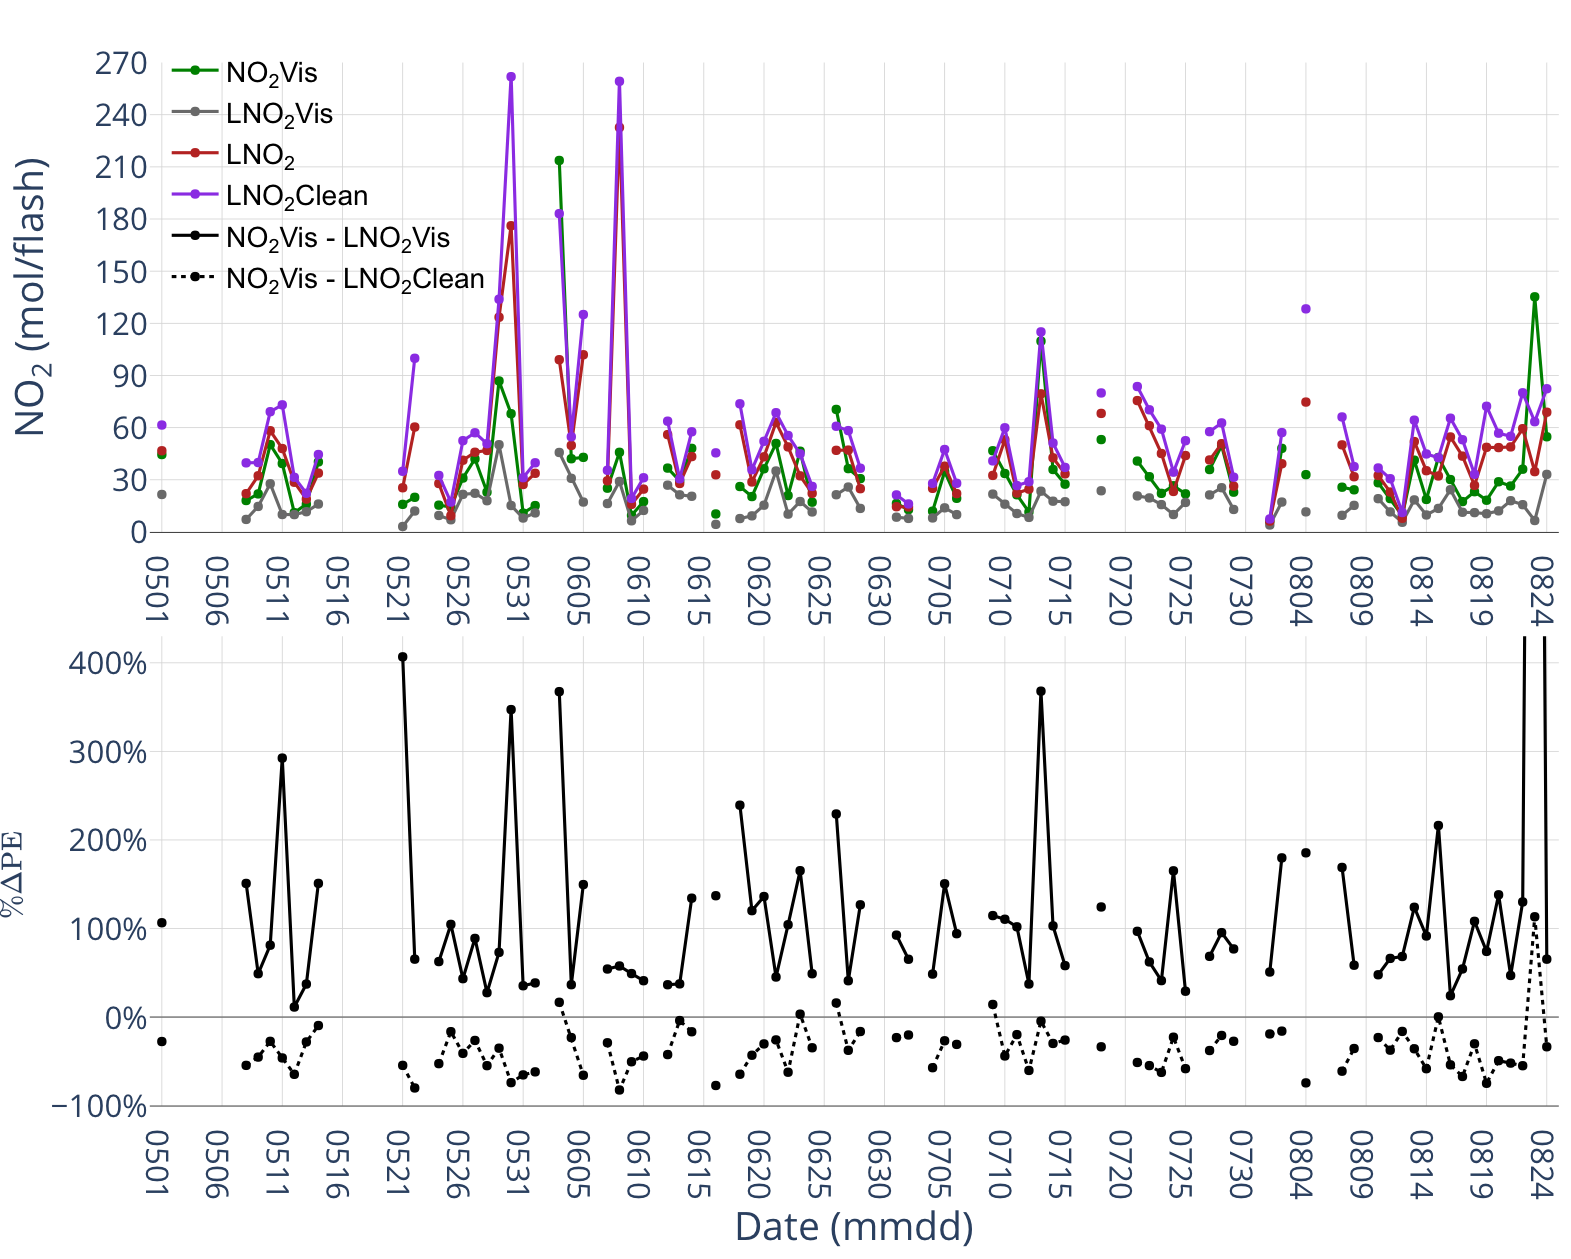 NO₂ (mol/flash)
270
240
210
180
150
120
90
60
30
0
NO₂Vis
LNO₂Vis
LNO₂
LNO₂Clean
NO₂Vis - LNO₂Vis
NO₂Vis - LNO₂Clean
0501 0506 0511 0516 0521 0526 0531 0605 0610 0615 0620 0625 0630 0705 0710 0715 0720 0725 0730 0804 0809 0814 0819 0824
%ΔPE
400%
300%
200%
100%
0%
−100%
0501 0506 0511 0516 0521 0526 0531 0605 0610 0615 0620 0625 0630 0705 0710 0715 0720 0725 0730 0804 0809 0814 0819 0824
Date (mmdd)